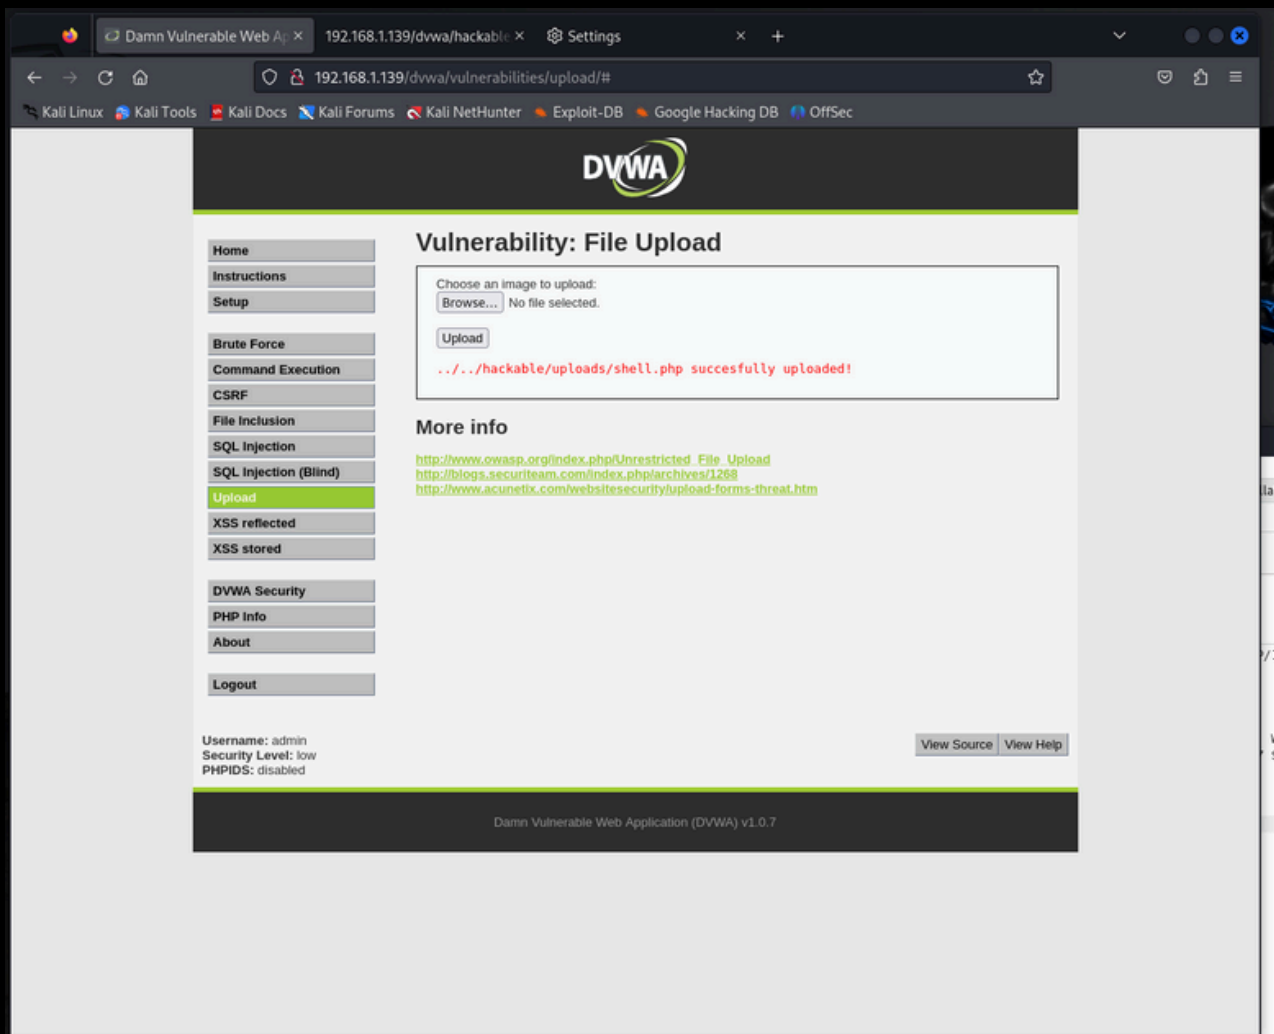 Damn Vulnerable Web Ap
192.168.1.139/dvwa/hackable
Settings
192.168.1.139/dvwa/vulnerabilities/upload/#
Kali Linux Kali Tools Kali Docs Kali Forums Kali NetHunter Exploit-DB Google Hacking DB OffSec
DVWA
Home
Instructions
Setup
Brute Force
Command Execution
CSRF
File Inclusion
SQL Injection
SQL Injection (Blind)
Upload
XSS reflected
XSS stored
DVWA Security
PHP Info
About
Logout
Vulnerability: File Upload
Choose an image to upload:
Browse... No file selected.
Upload
../../hackable/uploads/shell.php succesfully uploaded!
More info
http://www.owasp.org/index.php/Unrestricted_File_Upload
http://blogs.securiteam.com/index.php/archives/1268
http://www.acunetix.com/websitesecurity/upload-forms-threat.htm
Username: admin
Security Level: low
PHPIDS: disabled
View Source View Help
Damn Vulnerable Web Application (DVWA) v1.0.7